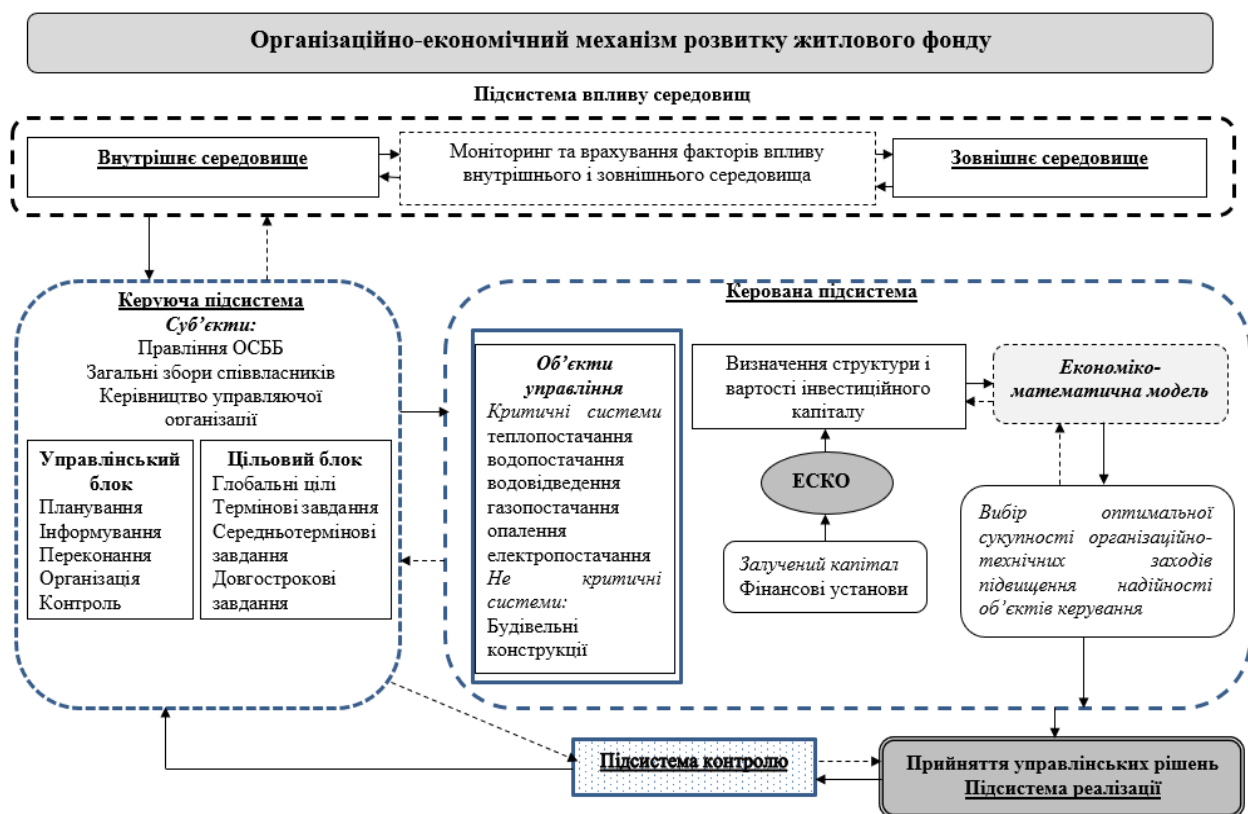 Організаційно-економічний механізм розвитку житлового фонду
Підсистема впливу середовищ
Внутрішнє середовище
Моніторинг та врахування факторів впливу
внутрішнього і зовнішнього середовища
Зовнішнє середовище
Керуюча підсистема
Суб’єкти:
Правління ОСББ
Загальні збори співвласників
Керівництво управляючої
організації
Управлінський
блок
Планування
Інформування
Переконання
Організація
Контроль
Цільовий блок
Глобальні цілі
Термінові завдання
Середньотермінові
завдання
Довгострокові
завдання
Керована підсистема
Об’єкти
управління
Критичні системи
теплопостачання
водопостачання
водовідведення
газопостачання
опалення
електропостачання
Не критичні
системи:
Будівельні
конструкції
Визначення структури і
вартості інвестиційного
капіталу
ЕСКО
Залучений капітал
Фінансові установи
Економіко-
математична модель
Вибір оптимальної
сукупності організаційно-
технічних заходів
підвищення надійності
об’єктів керування
Підсистема контролю
Прийняття управлінських рішень
Підсистема реалізації